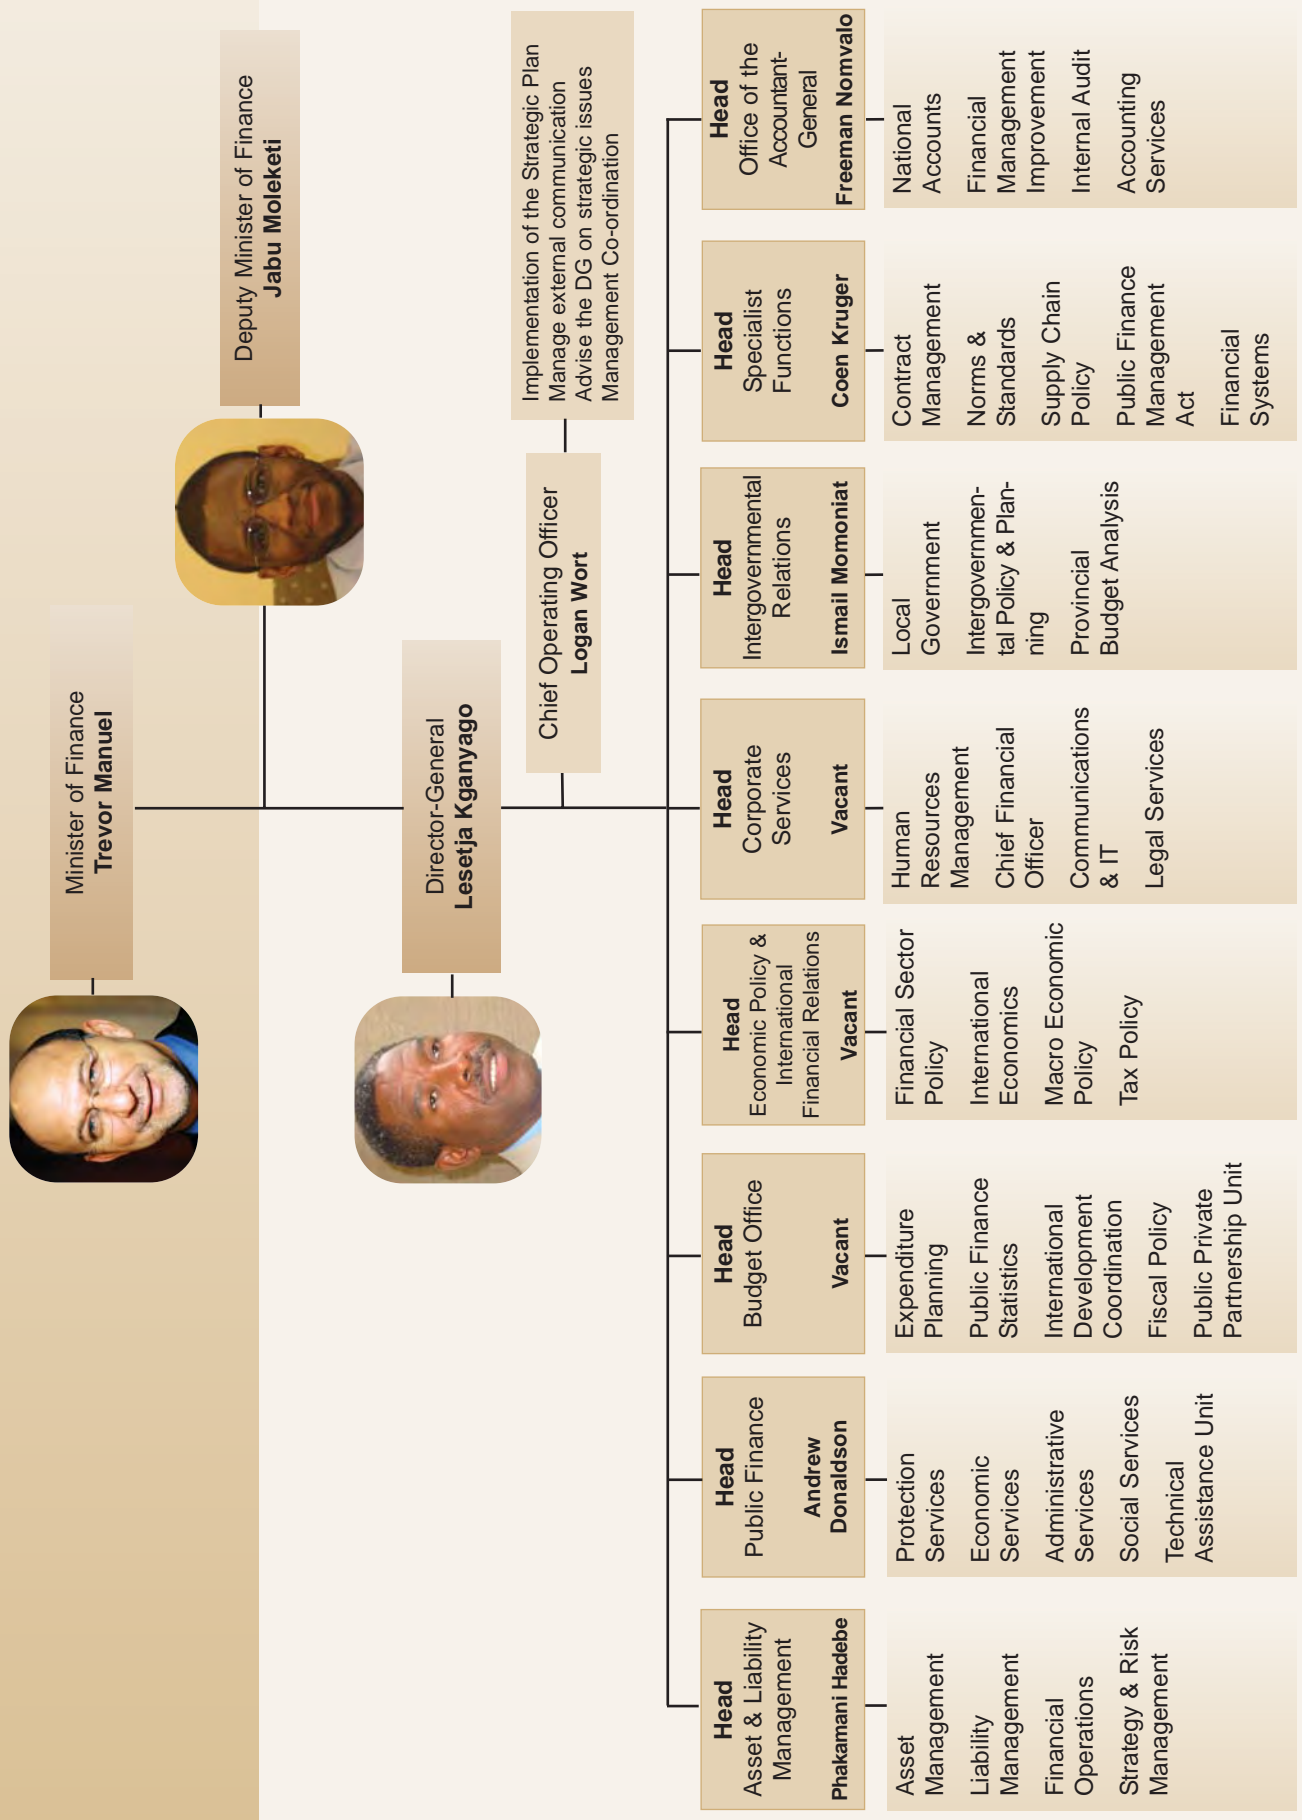 Minister of Finance
Trevor Manuel
Deputy Minister of Finance
Jabu Moleketi
Director-General
Lesetja Kganyago
Chief Operating Officer
Logan Wort
Implementation of the Strategic Plan
Manage external communication
Advise the DG on strategic issues
Management Co-ordination
Head
Asset & Liability
Management
Phakamani Hadebe
Asset
Management
Liability
Management
Financial
Operations
Strategy & Risk
Management
Head
Public Finance
Andrew
Donaldson
Protection
Services
Economic
Services
Administrative
Services
Social Services
Technical
Assistance Unit
Head
Budget Office
Vacant
Expenditure
Planning
Public Finance
Statistics
International
Development
Coordination
Fiscal Policy
Public Private
Partnership Unit
Head
Economic Policy &
International
Financial Relations
Vacant
Financial Sector
Policy
International
Economics
Macro Economic
Policy
Tax Policy
Head
Corporate
Services
Vacant
Human
Resources
Management
Chief Financial
Officer
Communications
& IT
Legal Services
Head
Intergovernmental
Relations
Ismail Momoniat
Local
Government
Intergovernmen-
tal Policy & Plan-
ning
Provincial
Budget Analysis
Head
Specialist
Functions
Coen Kruger
Contract
Management
Norms &
Standards
Supply Chain
Policy
Public Finance
Management
Act
Financial
Systems
Head
Office of the
Accountant-
General
Freeman Nomvalo
National
Accounts
Financial
Management
Improvement
Internal Audit
Accounting
Services